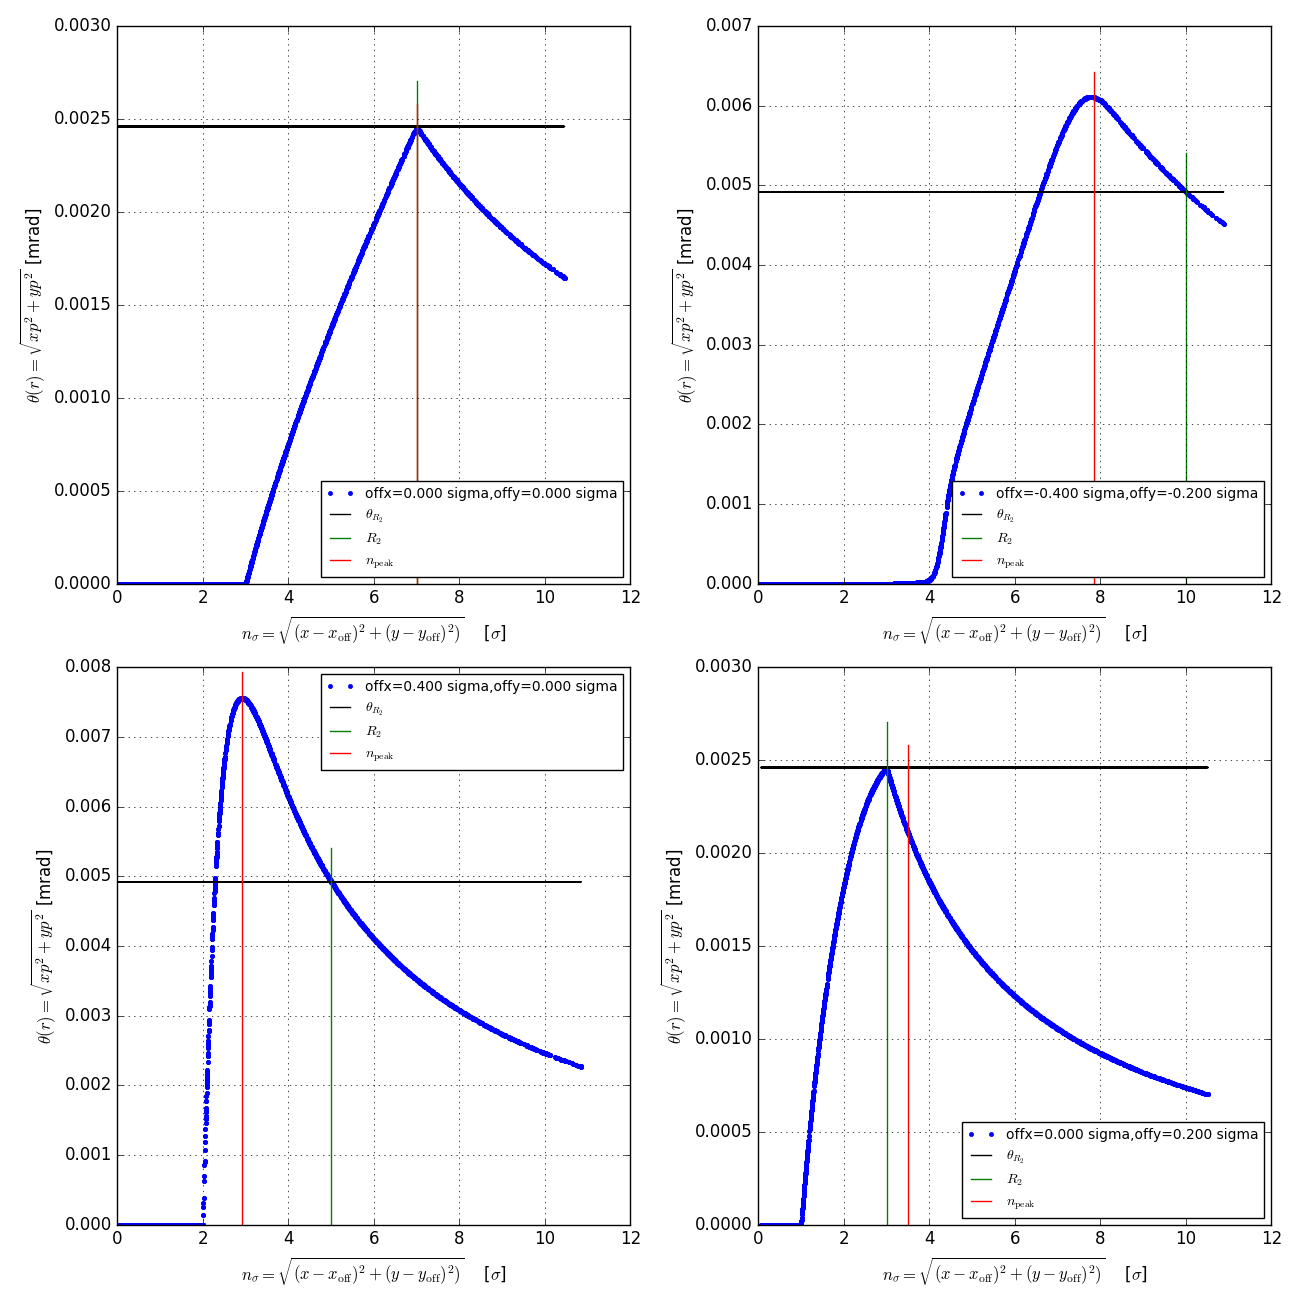 0.0030
0.0025
0.0020
0.0015
0.0010
0.0005
0.0000
0 2 4 6 8 10 12
θ(r) = √(xp² + yp²) [mrad]
nσ = √((x − x_off)² + (y − y_off)²) [σ]
offx=0.000 sigma,offy=0.000 sigma
θ_R₂
R₂
n_peak
0.007
0.006
0.005
0.004
0.003
0.002
0.001
0.000
0 2 4 6 8 10 12
θ(r) = √(xp² + yp²) [mrad]
nσ = √((x − x_off)² + (y − y_off)²) [σ]
offx=-0.400 sigma,offy=-0.200 sigma
θ_R₂
R₂
n_peak
0.008
0.007
0.006
0.005
0.004
0.003
0.002
0.001
0.000
0 2 4 6 8 10 12
θ(r) = √(xp² + yp²) [mrad]
nσ = √((x − x_off)² + (y − y_off)²) [σ]
offx=0.400 sigma,offy=0.000 sigma
θ_R₂
R₂
n_peak
0.0030
0.0025
0.0020
0.0015
0.0010
0.0005
0.0000
0 2 4 6 8 10 12
θ(r) = √(xp² + yp²) [mrad]
nσ = √((x − x_off)² + (y − y_off)²) [σ]
offx=0.000 sigma,offy=0.200 sigma
θ_R₂
R₂
n_peak